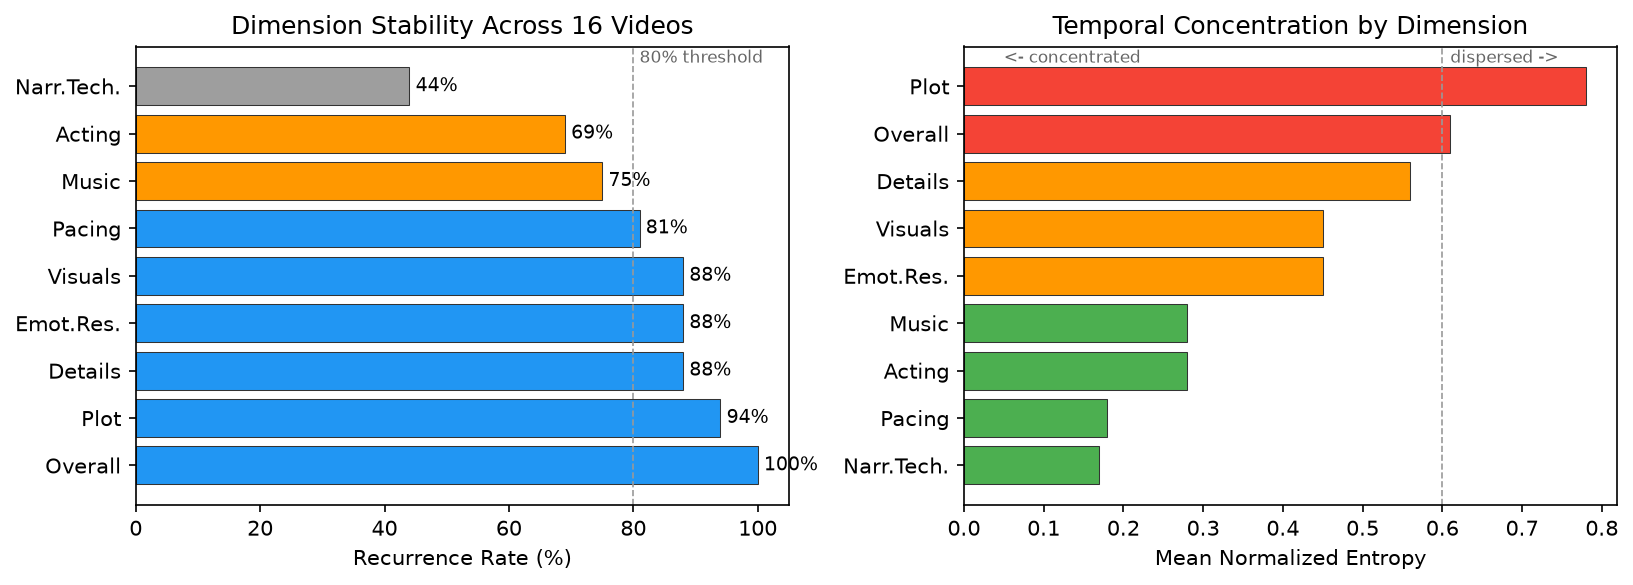 Dimension Stability Across 16 Videos
80% threshold
Narr.Tech.
44%
Acting
69%
Music
75%
Pacing
81%
Visuals
88%
Emot.Res.
88%
Details
88%
Plot
94%
Overall
100%
0 20 40 60 80 100
Recurrence Rate (%)
Temporal Concentration by Dimension
<- concentrated
dispersed ->
Plot
Overall
Details
Visuals
Emot.Res.
Music
Acting
Pacing
Narr.Tech.
0.0 0.1 0.2 0.3 0.4 0.5 0.6 0.7 0.8
Mean Normalized Entropy